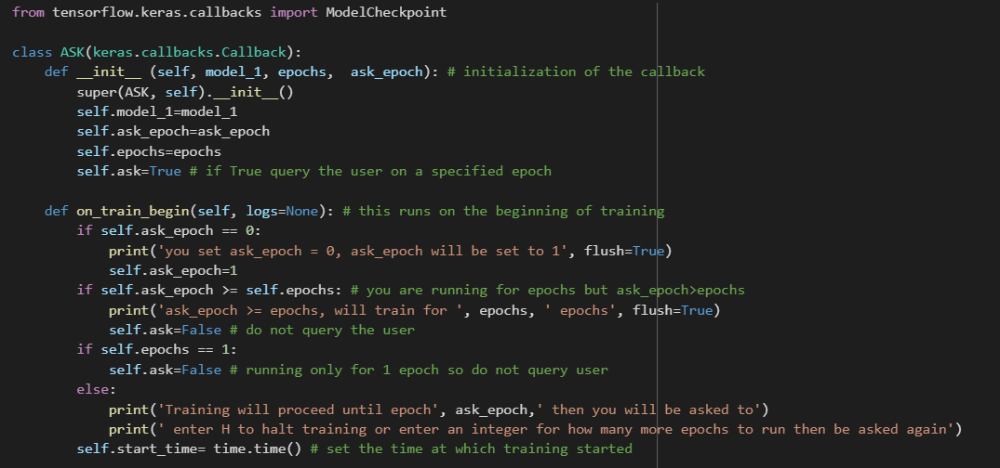 from tensorflow.keras.callbacks import ModelCheckpoint

class ASK(keras.callbacks.Callback):
    def __init__ (self, model_1, epochs,  ask_epoch): # initialization of the callback
        super(ASK, self).__init__()
        self.model_1=model_1
        self.ask_epoch=ask_epoch
        self.epochs=epochs
        self.ask=True # if True query the user on a specified epoch

    def on_train_begin(self, logs=None): # this runs on the beginning of training
        if self.ask_epoch == 0:
            print('you set ask_epoch = 0, ask_epoch will be set to 1', flush=True)
            self.ask_epoch=1
        if self.ask_epoch >= self.epochs: # you are running for epochs but ask_epoch>epochs
            print('ask_epoch >= epochs, will train for ', epochs, ' epochs', flush=True)
            self.ask=False # do not query the user
        if self.epochs == 1:
            self.ask=False # running only for 1 epoch so do not query user
        else:
            print('Training will proceed until epoch', ask_epoch,' then you will be asked to')
            print(' enter H to halt training or enter an integer for how many more epochs to run then be asked again')
        self.start_time= time.time() # set the time at which training started